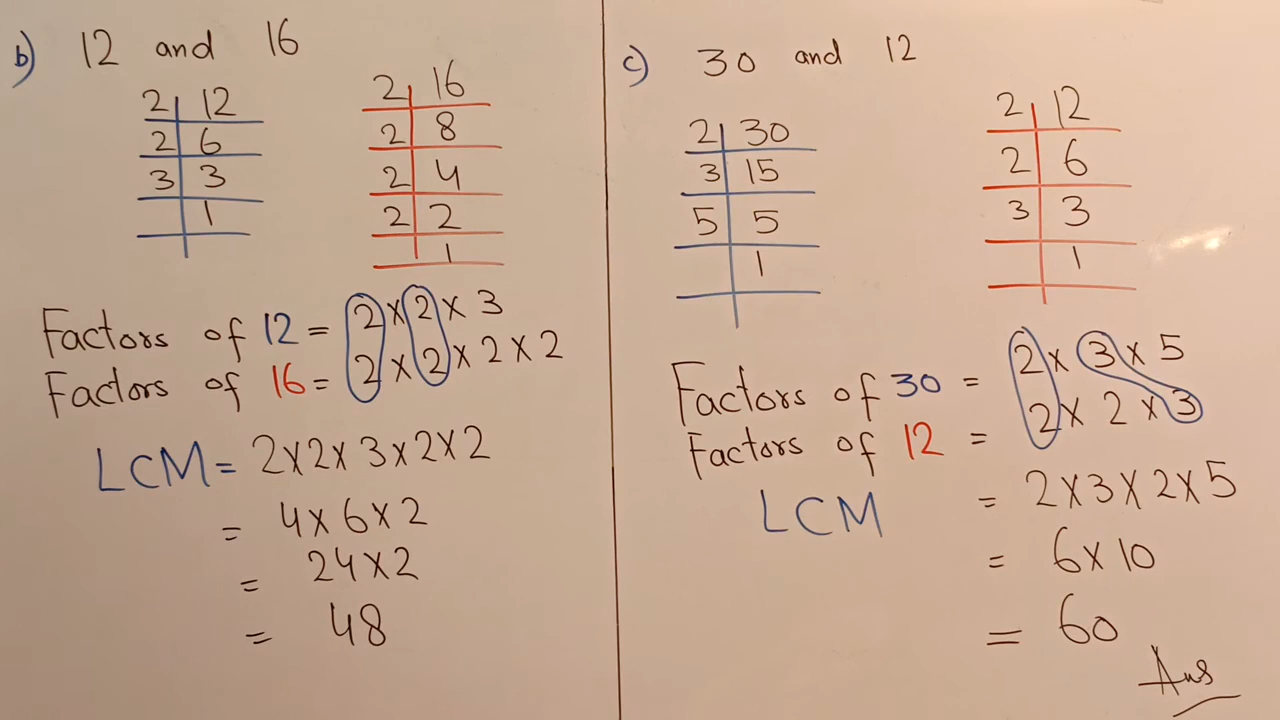 b) 12 and 16
2 12
2 6
3 3
1
2 16
2 8
2 4
2 2
1
Factors of 12 = 2 × 2 × 3
Factors of 16 = 2 × 2 × 2 × 2
LCM = 2×2×3×2×2
= 4×6×2
= 24×2
= 48
c) 30 and 12
2 30
3 15
5 5
1
2 12
2 6
3 3
1
Factors of 30 = 2 × 3 × 5
Factors of 12 = 2 × 2 × 3
LCM = 2×3×2×5
= 6×10
= 60
Ans